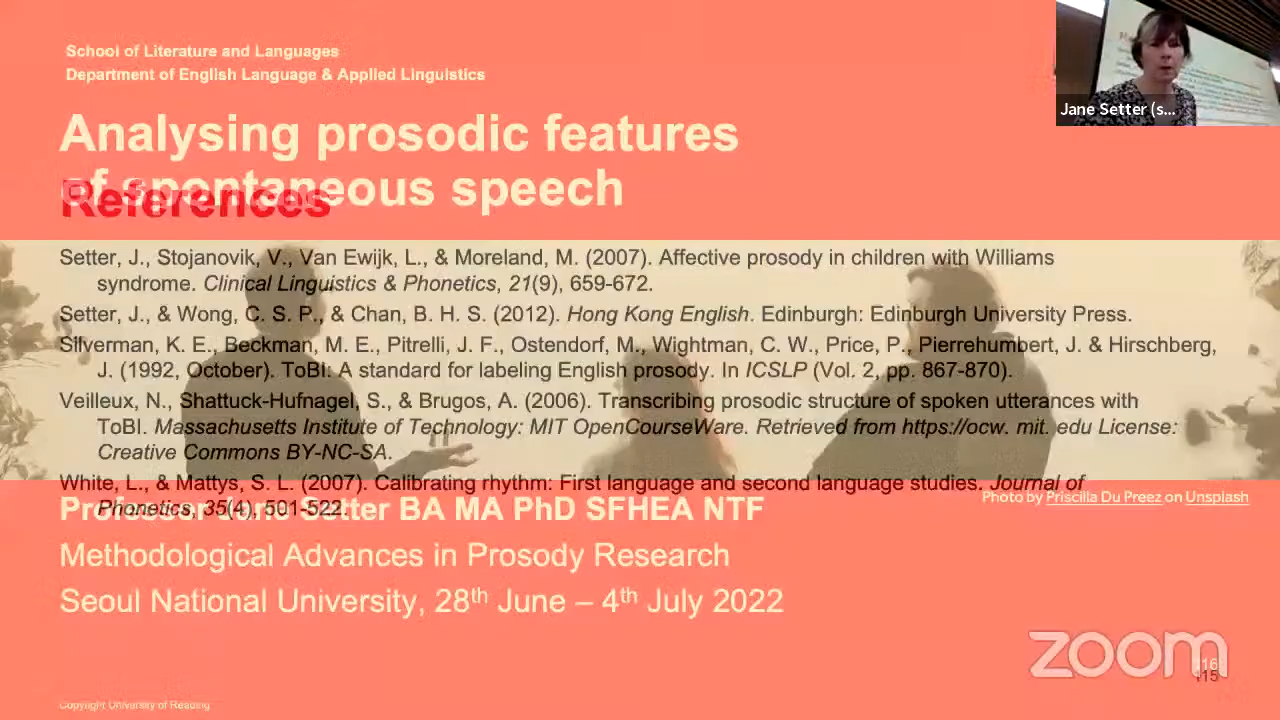 School of Literature and Languages
Department of English Language & Applied Linguistics
Jane Setter (s...
Analysing prosodic features
of spontaneous speech
References
Setter, J., Stojanovik, V., Van Ewijk, L., & Moreland, M. (2007). Affective prosody in children with Williams
syndrome. Clinical Linguistics & Phonetics, 21(9), 659-672.
Setter, J., & Wong, C. S. P., & Chan, B. H. S. (2012). Hong Kong English. Edinburgh: Edinburgh University Press.
Silverman, K. E., Beckman, M. E., Pitrelli, J. F., Ostendorf, M., Wightman, C. W., Price, P., Pierrehumbert, J. & Hirschberg,
J. (1992, October). ToBI: A standard for labeling English prosody. In ICSLP (Vol. 2, pp. 867-870).
Veilleux, N., Shattuck-Hufnagel, S., & Brugos, A. (2006). Transcribing prosodic structure of spoken utterances with
ToBI. Massachusetts Institute of Technology: MIT OpenCourseWare. Retrieved from https://ocw. mit. edu License:
Creative Commons BY-NC-SA.
White, L., & Mattys, S. L. (2007). Calibrating rhythm: First language and second language studies. Journal of
Phonetics, 35(4), 501-522.
Photo by Priscilla Du Preez on Unsplash
Professor Jane Setter BA MA PhD SFHEA NTF
Methodological Advances in Prosody Research
Seoul National University, 28th June – 4th July 2022
zoom
116
115
Copyright University of Reading